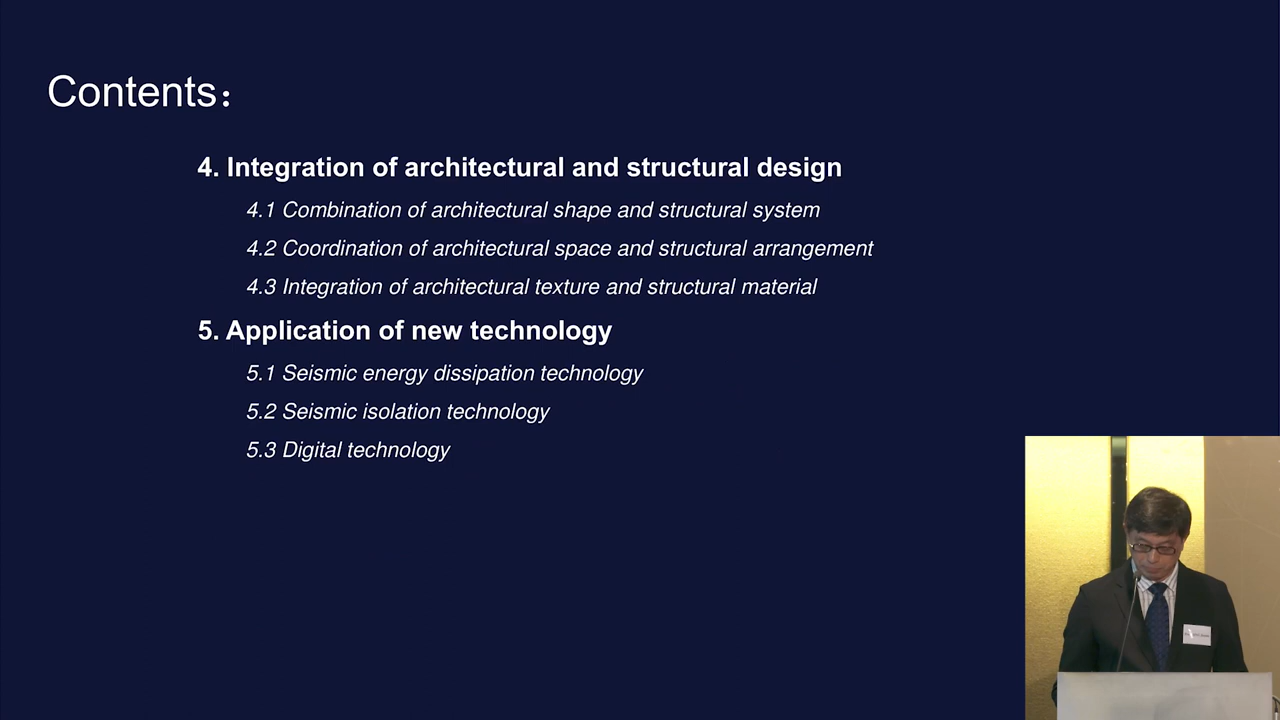 Contents：
4. Integration of architectural and structural design
4.1 Combination of architectural shape and structural system
4.2 Coordination of architectural space and structural arrangement
4.3 Integration of architectural texture and structural material
5. Application of new technology
5.1 Seismic energy dissipation technology
5.2 Seismic isolation technology
5.3 Digital technology